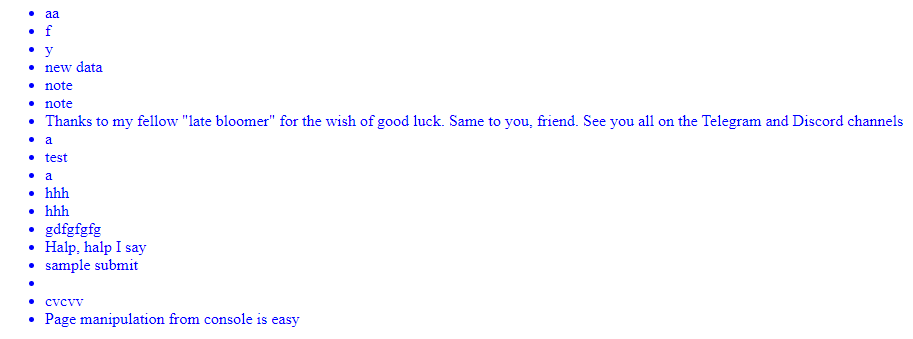 aa
f
y
new data
note
note
Thanks to my fellow "late bloomer" for the wish of good luck. Same to you, friend. See you all on the Telegram and Discord channels
a
test
a
hhh
hhh
gdfgfgfg
Halp, halp I say
sample submit
cvcvv
Page manipulation from console is easy